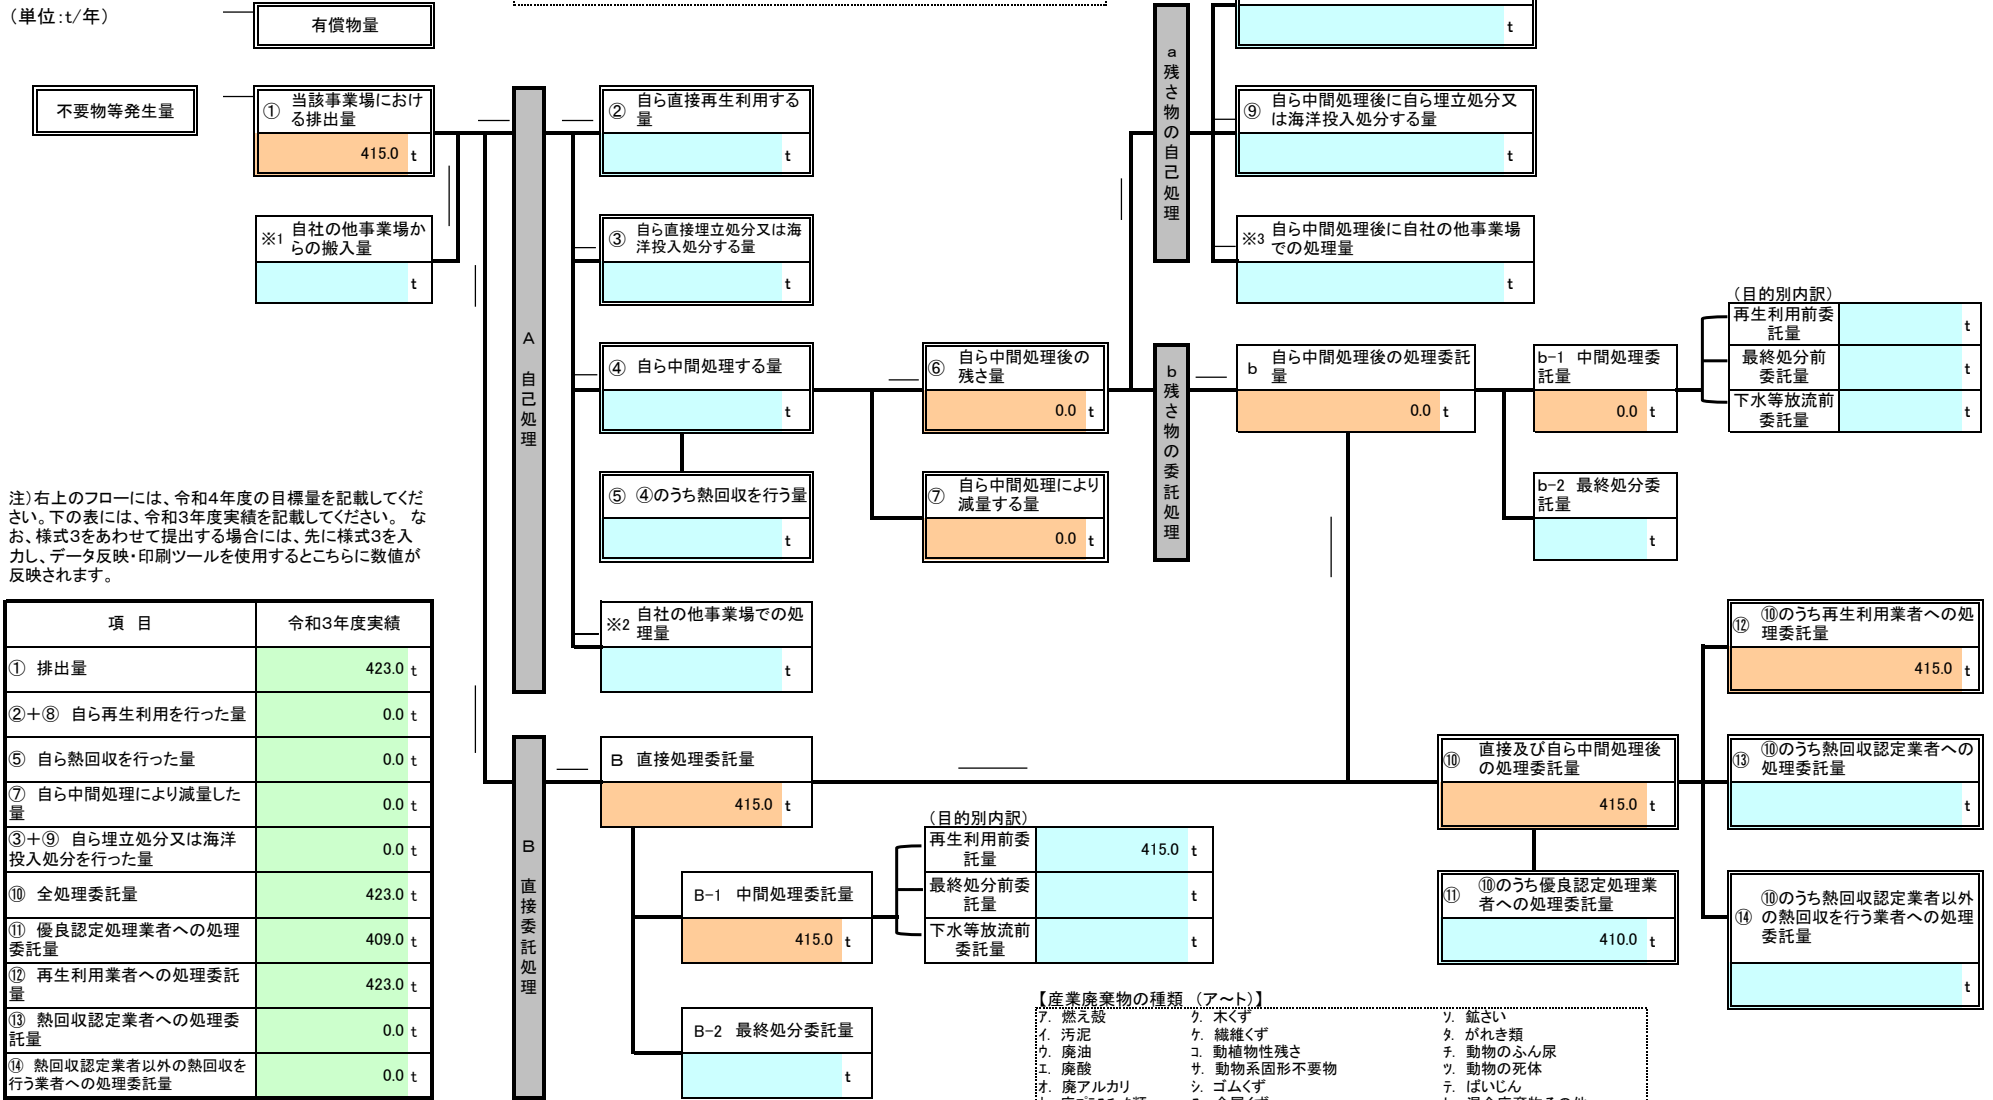 （単位:t/年）
有償物量
不要物等発生量
① 当該事業場におけ
る排出量
415.0 t
※1 自社の他事業場か
らの搬入量
t
A 自己処理
② 自ら直接再生利用する
量
t
③ 自ら直接埋立処分又は海
洋投入処分する量
t
④ 自ら中間処理する量
t
⑤ ④のうち熱回収を行う量
t
※2 自社の他事業場での処
理量
t
⑥ 自ら中間処理後の
残さ量
0.0 t
⑦ 自ら中間処理により
減量する量
0.0 t
a 残さ物の自己処理
t
⑨ 自ら中間処理後に自ら埋立処分又
は海洋投入処分する量
t
※3 自ら中間処理後に自社の他事業場
での処理量
t
b 残さ物の委託処理
b 自ら中間処理後の処理委託
量
0.0 t
b-1 中間処理委
託量
0.0 t
（目的別内訳）
再生利用前委
託量
t
最終処分前
委託量
t
下水等放流前
委託量
t
b-2 最終処分委
託量
t
注）右上のフローには、令和4年度の目標量を記載してくだ
さい。下の表には、令和3年度実績を記載してください。 な
お、様式3をあわせて提出する場合には、先に様式3を入
力し、データ反映・印刷ツールを使用するとこちらに数値が
反映されます。
項 目 令和3年度実績
① 排出量 423.0 t
②＋⑧ 自ら再生利用を行った量 0.0 t
⑤ 自ら熱回収を行った量 0.0 t
⑦ 自ら中間処理により減量した
量 0.0 t
③＋⑨ 自ら埋立処分又は海洋
投入処分を行った量 0.0 t
⑩ 全処理委託量 423.0 t
⑪ 優良認定処理業者への処理
委託量 409.0 t
⑫ 再生利用業者への処理委託
量 423.0 t
⑬ 熱回収認定業者への処理委
託量 0.0 t
⑭ 熱回収認定業者以外の熱回収を
行う業者への処理委託量 0.0 t
B 直接委託処理
B 直接処理委託量
415.0 t
B-1 中間処理委託量
415.0 t
（目的別内訳）
再生利用前委
託量
415.0 t
最終処分前委
託量
t
下水等放流前
委託量
t
B-2 最終処分委託量
t
⑩ 直接及び自ら中間処理後
の処理委託量
415.0 t
⑪ ⑩のうち優良認定処理業
者への処理委託量
410.0 t
⑫ ⑩のうち再生利用業者への処
理委託量
415.0 t
⑬ ⑩のうち熱回収認定業者への
処理委託量
t
⑭ ⑩のうち熱回収認定業者以外
の熱回収を行う業者への処理
委託量
t
【産業廃棄物の種類 （ア～ト）】
ア. 燃え殻 ク. 木くず ソ. 鉱さい
イ. 汚泥 ケ. 繊維くず タ. がれき類
ウ. 廃油 コ. 動植物性残さ チ. 動物のふん尿
エ. 廃酸 サ. 動物系固形不要物 ツ. 動物の死体
オ. 廃アルカリ シ. ゴムくず テ. ばいじん